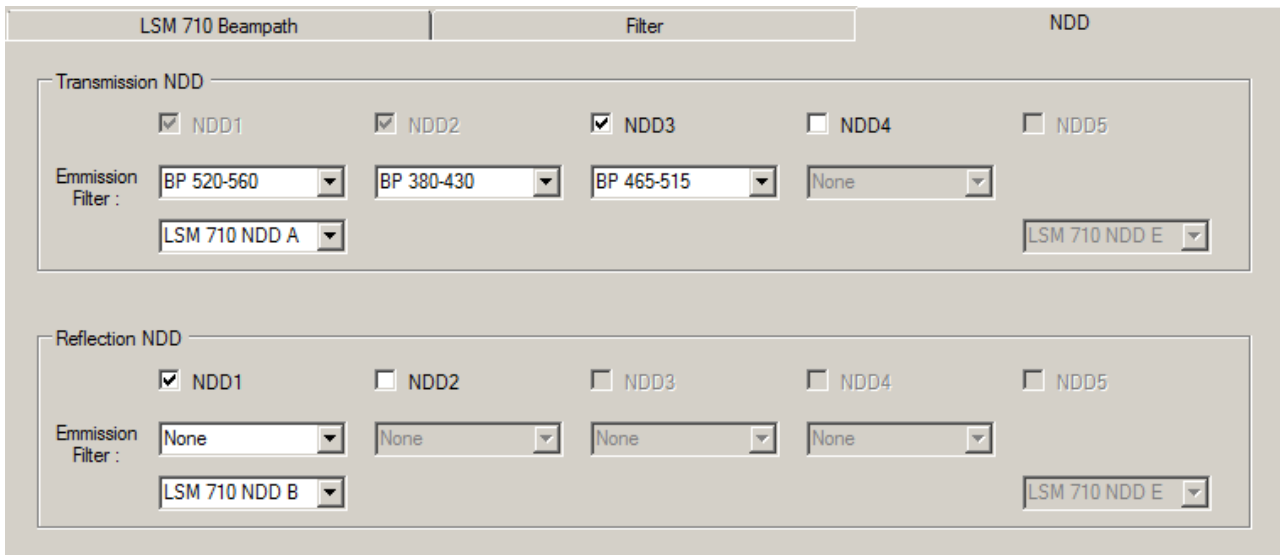 LSM 710 Beampath Filter NDD
Transmission NDD
NDD1 NDD2 NDD3 NDD4 NDD5
Emmission
Filter :
BP 520-560 BP 380-430 BP 465-515 None
LSM 710 NDD A LSM 710 NDD E
Reflection NDD
NDD1 NDD2 NDD3 NDD4 NDD5
Emmission
Filter :
None None None None
LSM 710 NDD B LSM 710 NDD E